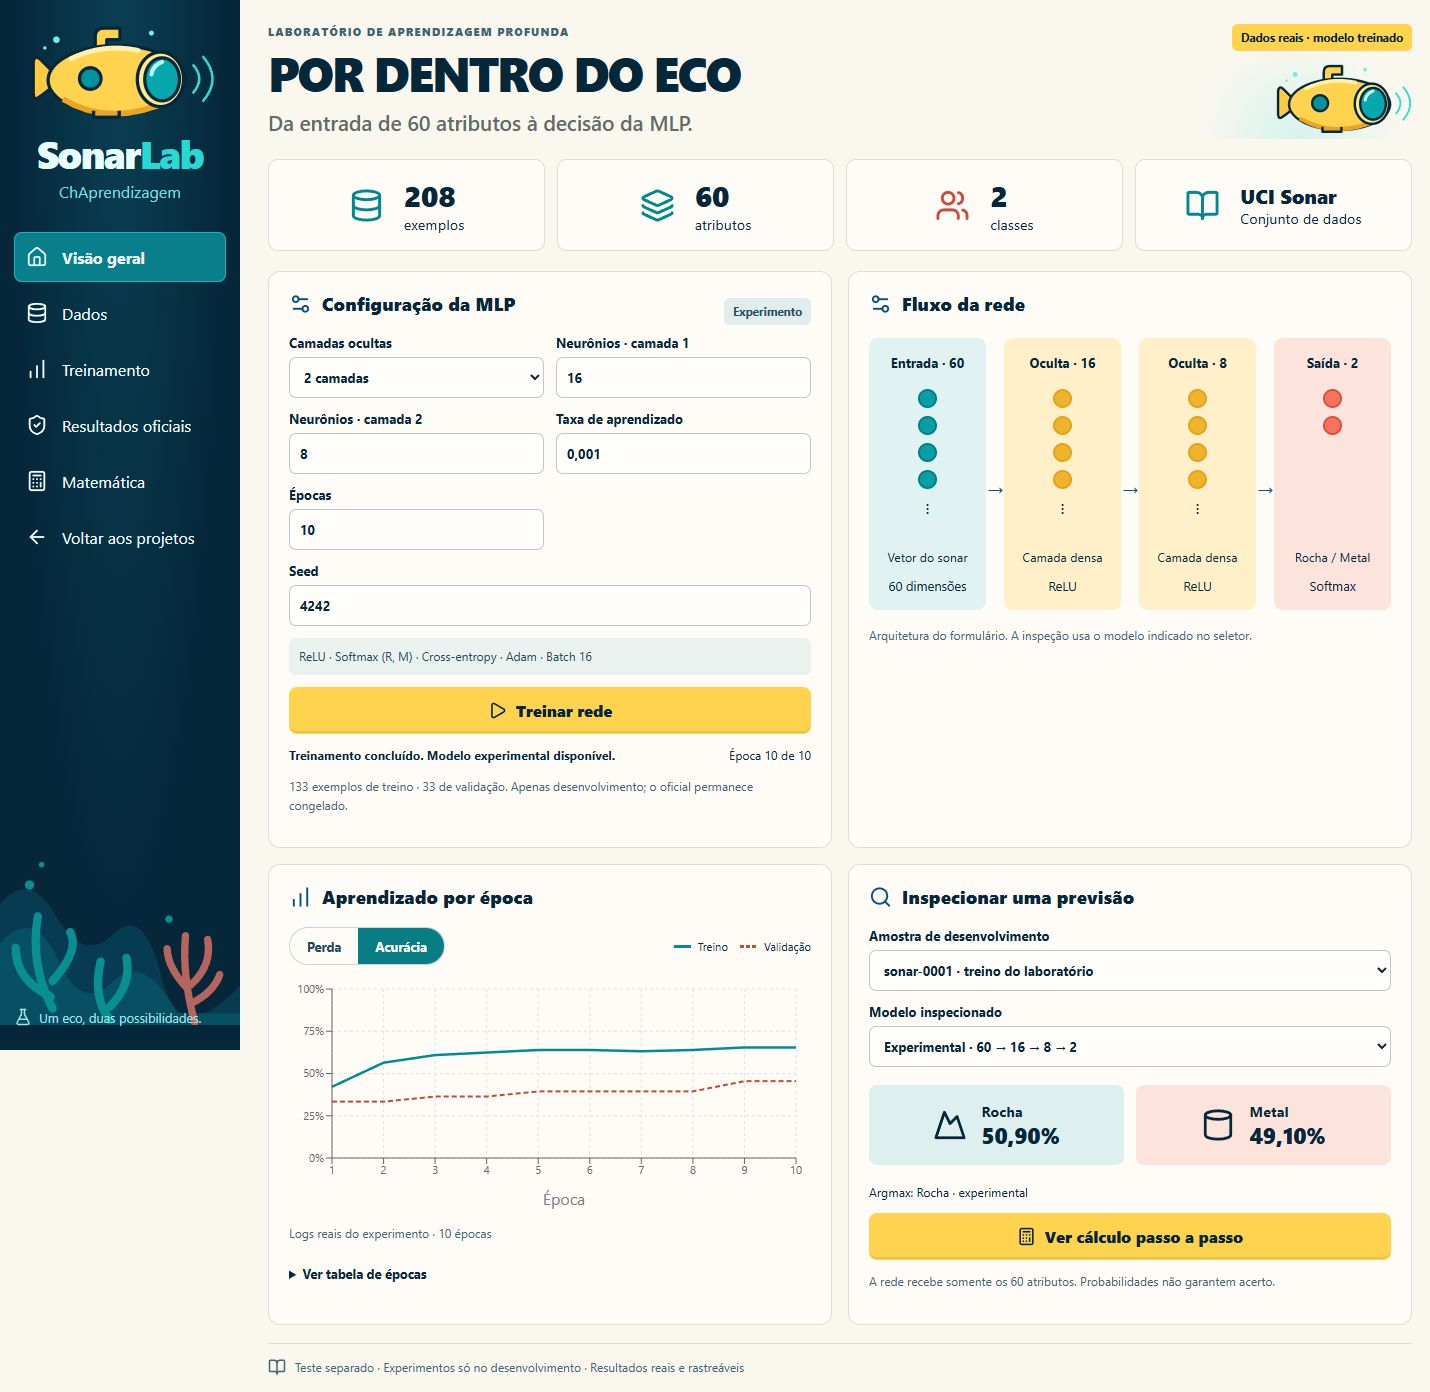 SonarLab
ChAprendizagem
Visão geral
Dados
Treinamento
Resultados oficiais
Matemática
Voltar aos projetos
Um eco, duas possibilidades.
LABORATÓRIO DE APRENDIZAGEM PROFUNDA
POR DENTRO DO ECO
Da entrada de 60 atributos à decisão da MLP.
Dados reais · modelo treinado
208
exemplos
60
atributos
2
classes
UCI Sonar
Conjunto de dados
Configuração da MLP
Experimento
Camadas ocultas
2 camadas
Neurônios · camada 1
16
Neurônios · camada 2
8
Taxa de aprendizado
0,001
Épocas
10
Seed
4242
ReLU · Softmax (R, M) · Cross-entropy · Adam · Batch 16
Treinar rede
Treinamento concluído. Modelo experimental disponível.
Época 10 de 10
133 exemplos de treino · 33 de validação. Apenas desenvolvimento; o oficial permanece
congelado.
Fluxo da rede
Entrada · 60
⋮
Vetor do sonar
60 dimensões
→
Oculta · 16
⋮
Camada densa
ReLU
→
Oculta · 8
⋮
Camada densa
ReLU
→
Saída · 2
Rocha / Metal
Softmax
Arquitetura do formulário. A inspeção usa o modelo indicado no seletor.
Aprendizado por época
Perda
Acurácia
Treino
Validação
100%
75%
50%
25%
0%
1 2 3 4 5 6 7 8 9 10
Época
Logs reais do experimento · 10 épocas
▶ Ver tabela de épocas
Inspecionar uma previsão
Amostra de desenvolvimento
sonar-0001 · treino do laboratório
Modelo inspecionado
Experimental · 60 → 16 → 8 → 2
Rocha
50,90%
Metal
49,10%
Argmax: Rocha · experimental
Ver cálculo passo a passo
A rede recebe somente os 60 atributos. Probabilidades não garantem acerto.
Teste separado · Experimentos só no desenvolvimento · Resultados reais e rastreáveis